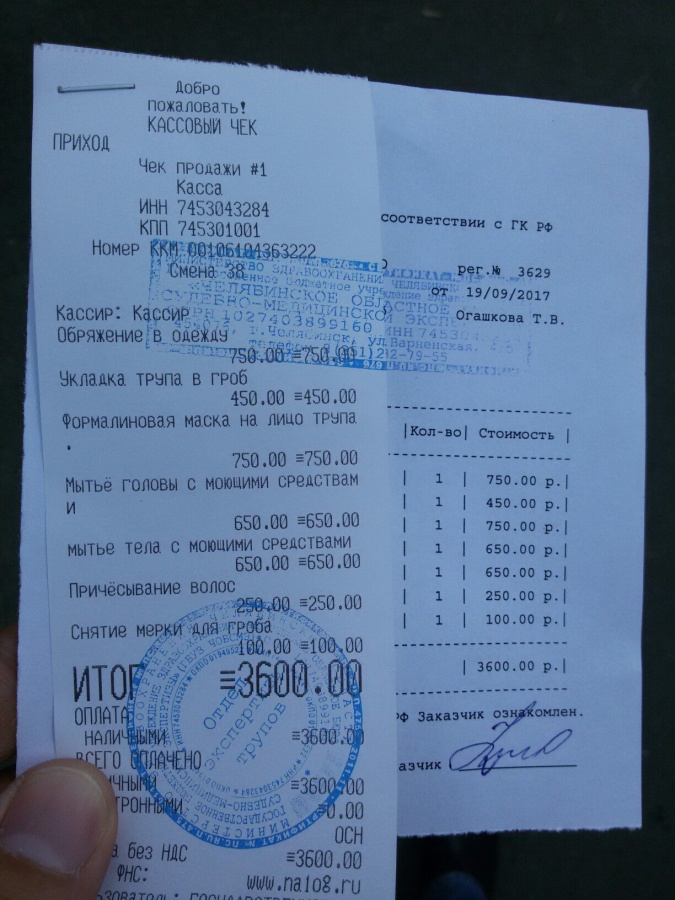 Добро
пожаловать!
КАССОВЫЙ ЧЕК
ПРИХОД
Чек продажи #1
Касса
ИНН 7453043284
КПП 745301001
Номер ККМ 00106104363222
Смена 38
Кассир: Кассир
Обряжение в одежду
750.00 ≡750.00
Укладка трупа в гроб
450.00 ≡450.00
Формалиновая маска на лицо трупа
.
750.00 ≡750.00
Мытьё головы с моющими средствам
и
650.00 ≡650.00
мытье тела с моющими средствами
650.00 ≡650.00
Причёсывание волос
250.00 ≡250.00
Снятие мерки для гроба
100.00 ≡100.00
ИТОГ ≡3600.00
ОПЛАТА
НАЛИЧНЫМИ ≡3600.00
ВСЕГО ОПЛАЧЕНО
≡3600.00
≡0.00
ОСН
без НДС ≡3600.00
ФНС: www.nalog.ru
соответствии с ГК РФ
рег.№ 3629
от 19/09/2017
Огашкова Т.В.
|Кол-во| Стоимость |
| 1 | 750.00 р.|
| 1 | 450.00 р.|
| 1 | 750.00 р.|
| 1 | 650.00 р.|
| 1 | 650.00 р.|
| 1 | 250.00 р.|
| 1 | 100.00 р.|
| 3600.00 р.|
Заказчик ознакомлен.
ЧЕЛЯБИНСКОЕ ОБЛАСТНОЕ
СУДЕБНО-МЕДИЦИНСКОЙ
1027403899160
г. Челябинск, ул.Варненская,
Отдел
экспертизы
трупов